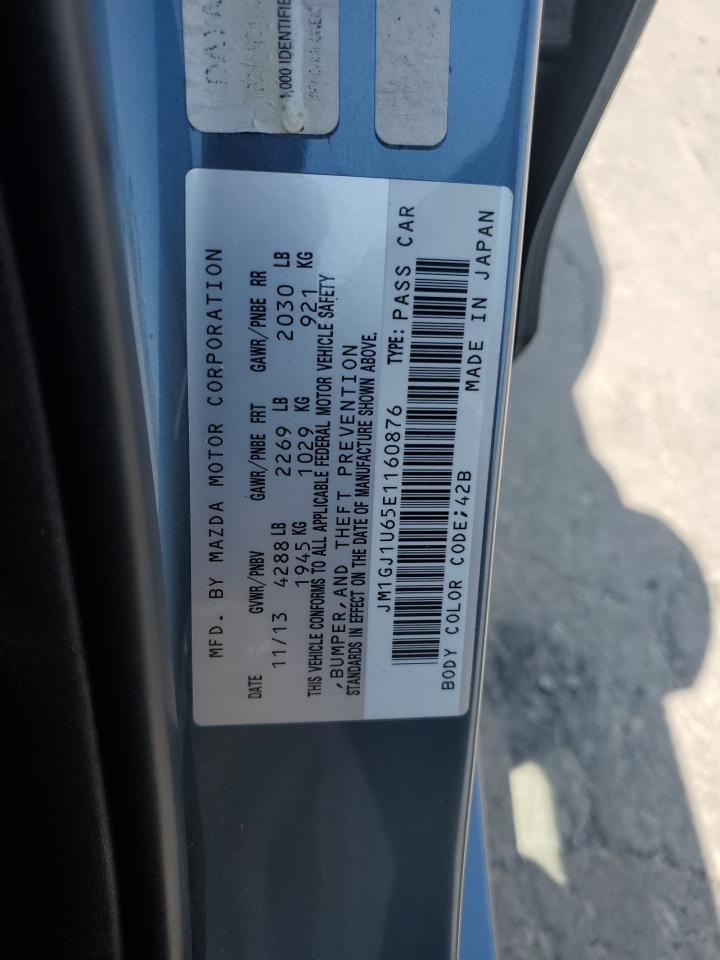 1,000 IDENTIFIE
MFD. BY MAZDA MOTOR CORPORATION
DATE GVWR/PNBV GAWR/PNBE FRT GAWR/PNBE RR
11/13 4288 LB 2269 LB 2030 LB
1945 KG 1029 KG 921 KG
THIS VEHICLE CONFORMS TO ALL APPLICABLE FEDERAL MOTOR VEHICLE SAFETY
,BUMPER,AND THEFT PREVENTION
STANDARDS IN EFFECT ON THE DATE OF MANUFACTURE SHOWN ABOVE.
JM1GJ1U65E1160876 TYPE: PASS CAR
BODY COLOR CODE;42B MADE IN JAPAN